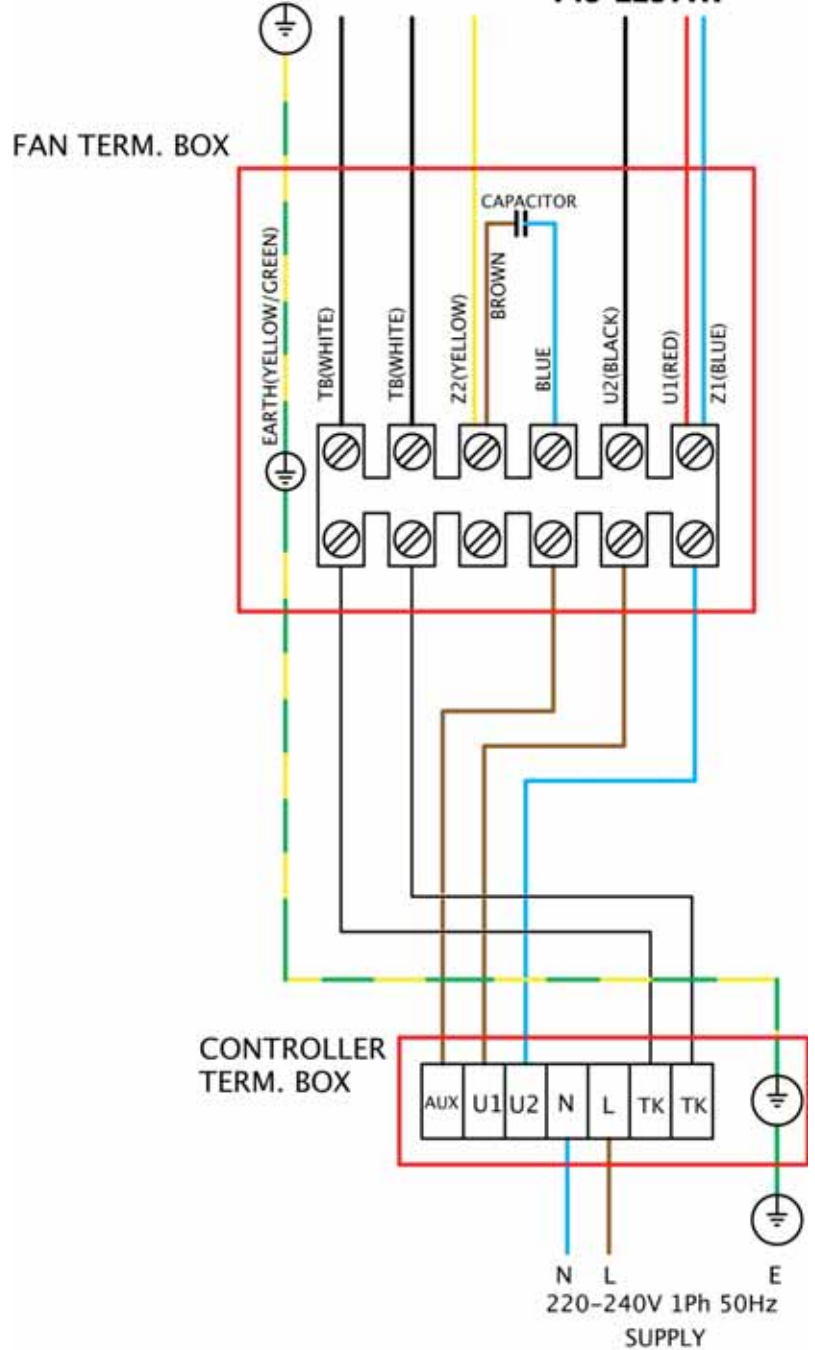 FAN TERM. BOX
CAPACITOR
EARTH(YELLOW/GREEN)
TB(WHITE)
TB(WHITE)
Z2(YELLOW)
BROWN
BLUE
U2(BLACK)
U1(RED)
Z1(BLUE)
CONTROLLER
TERM. BOX
AUX U1 U2 N L TK TK
N L E
220-240V 1Ph 50Hz
SUPPLY